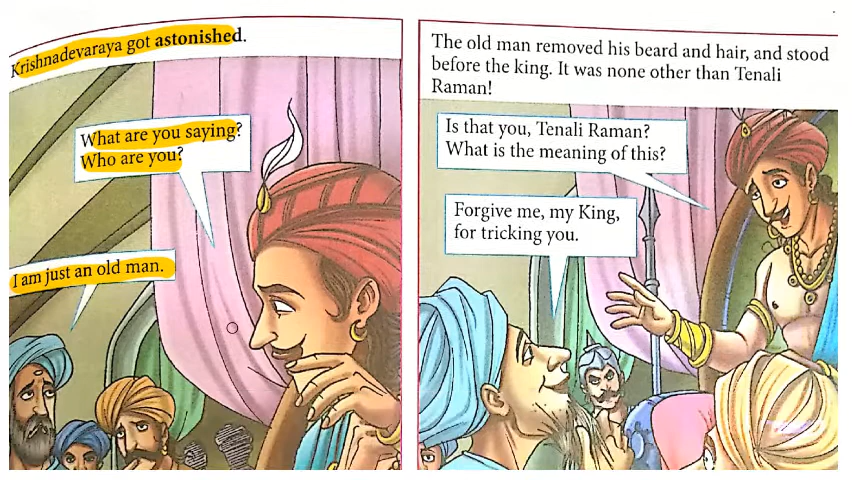 Krishnadevaraya got astonished.
What are you saying?
Who are you?
I am just an old man.
The old man removed his beard and hair, and stood
before the king. It was none other than Tenali
Raman!
Is that you, Tenali Raman?
What is the meaning of this?
Forgive me, my King,
for tricking you.